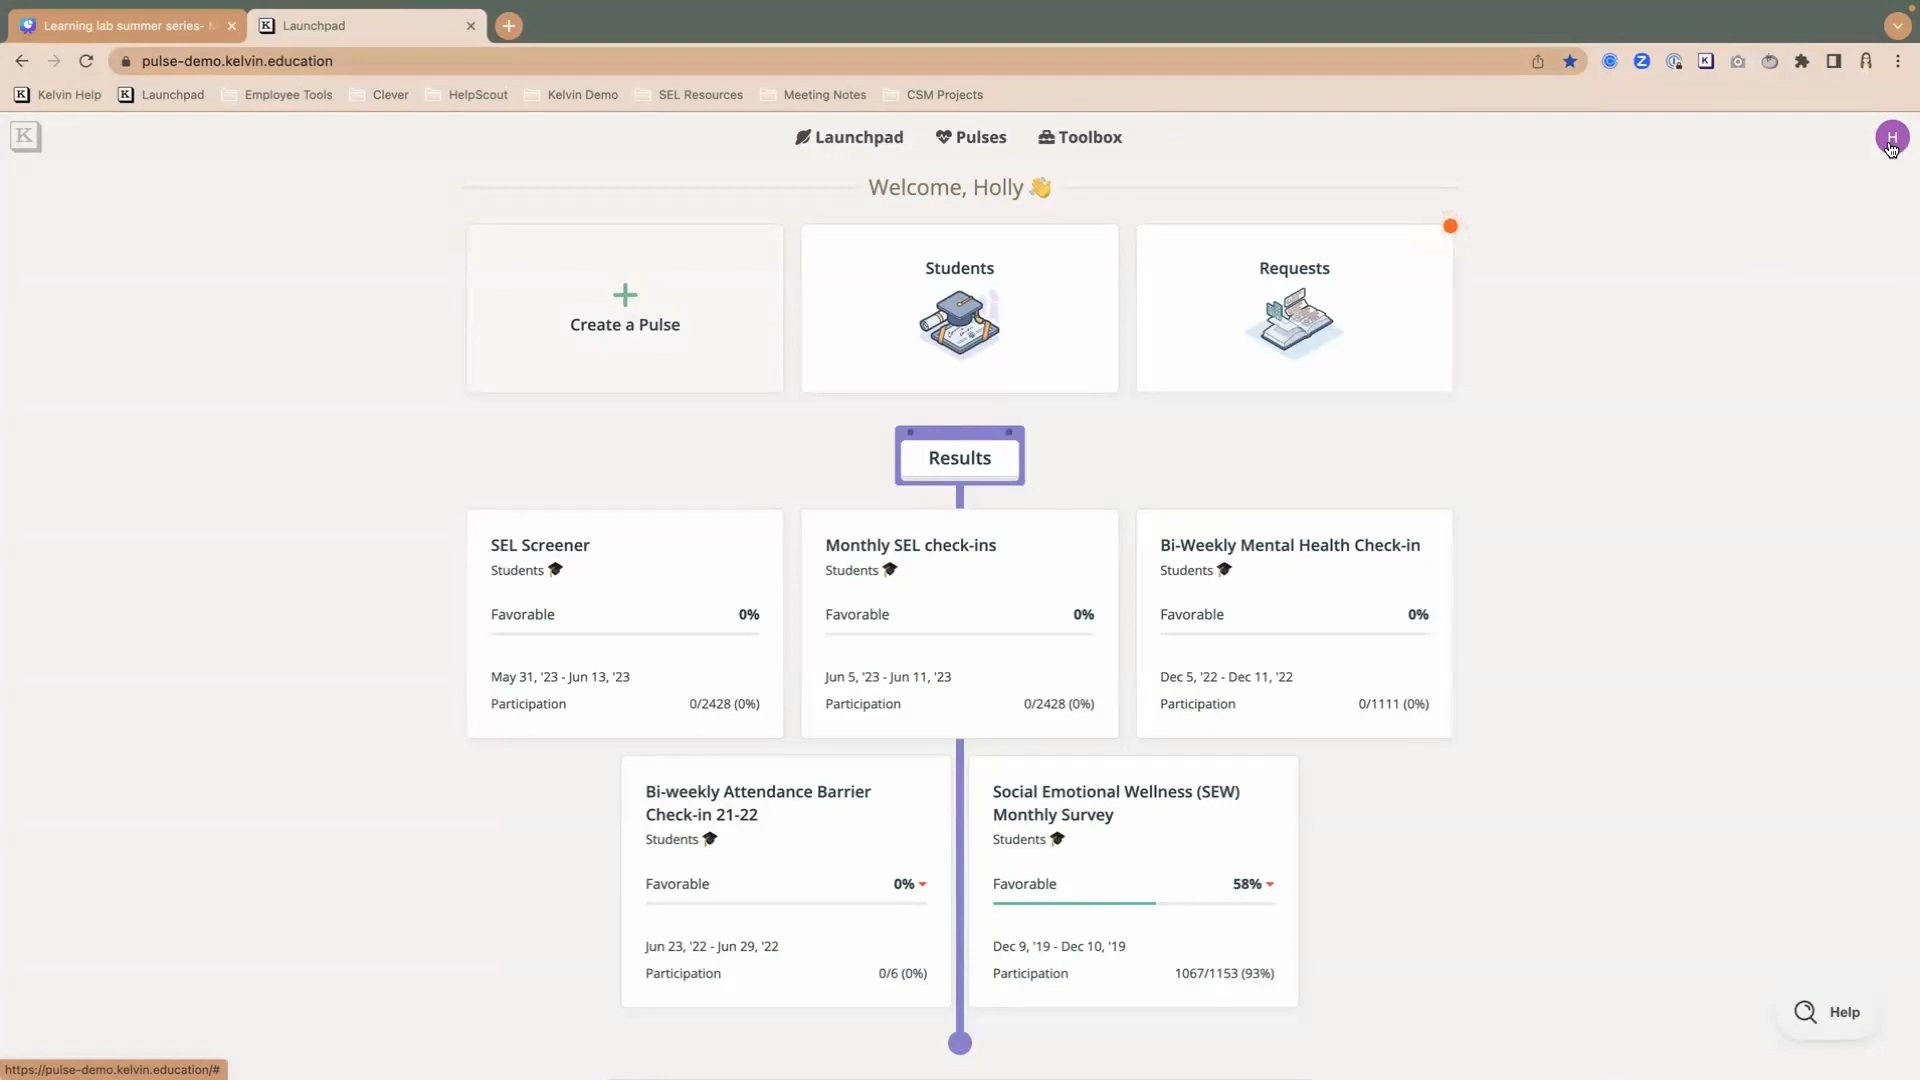 Learning lab summer series-
Launchpad
pulse-demo.kelvin.education
Kelvin Help
Launchpad
Employee Tools
Clever
HelpScout
Kelvin Demo
SEL Resources
Meeting Notes
CSM Projects
K
Launchpad
Pulses
Toolbox
H
Welcome, Holly 👋
Create a Pulse
Students
Requests
Results
SEL Screener
Students 🎓
Favorable 0%
May 31, '23 - Jun 13, '23
Participation 0/2428 (0%)
Monthly SEL check-ins
Students 🎓
Favorable 0%
Jun 5, '23 - Jun 11, '23
Participation 0/2428 (0%)
Bi-Weekly Mental Health Check-in
Students 🎓
Favorable 0%
Dec 5, '22 - Dec 11, '22
Participation 0/1111 (0%)
Bi-weekly Attendance Barrier
Check-in 21-22
Students 🎓
Favorable 0%
Jun 23, '22 - Jun 29, '22
Participation 0/6 (0%)
Social Emotional Wellness (SEW)
Monthly Survey
Students 🎓
Favorable 58%
Dec 9, '19 - Dec 10, '19
Participation 1067/1153 (93%)
Help
https://pulse-demo.kelvin.education/#